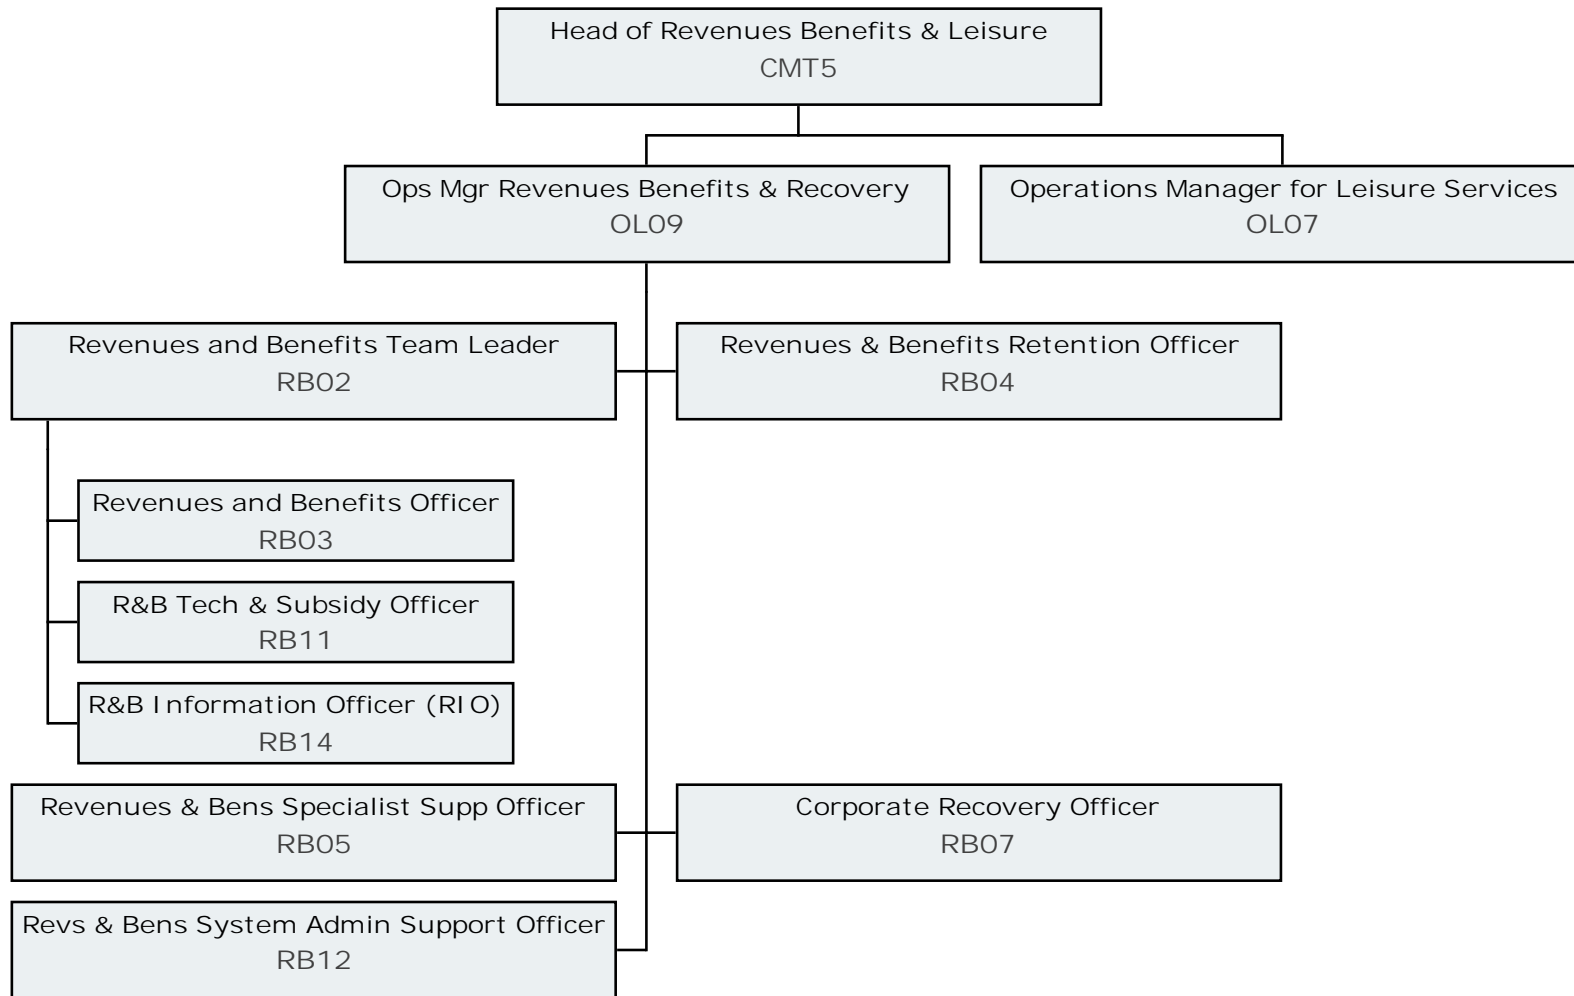 Head of Revenues Benefits & Leisure
CMT5
Ops Mgr Revenues Benefits & Recovery
OL09
Operations Manager for Leisure Services
OL07
Revenues and Benefits Team Leader
RB02
Revenues & Benefits Retention Officer
RB04
Revenues and Benefits Officer
RB03
R&B Tech & Subsidy Officer
RB11
R&B Information Officer (RIO)
RB14
Revenues & Bens Specialist Supp Officer
RB05
Corporate Recovery Officer
RB07
Revs & Bens System Admin Support Officer
RB12